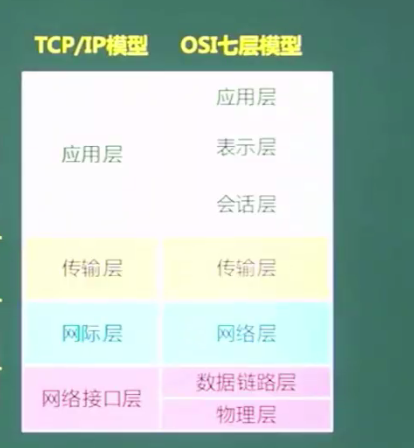 TCP/IP模型 OSI七层模型
应用层
应用层
表示层
会话层
传输层 传输层
网际层 网络层
网络接口层
数据链路层
物理层